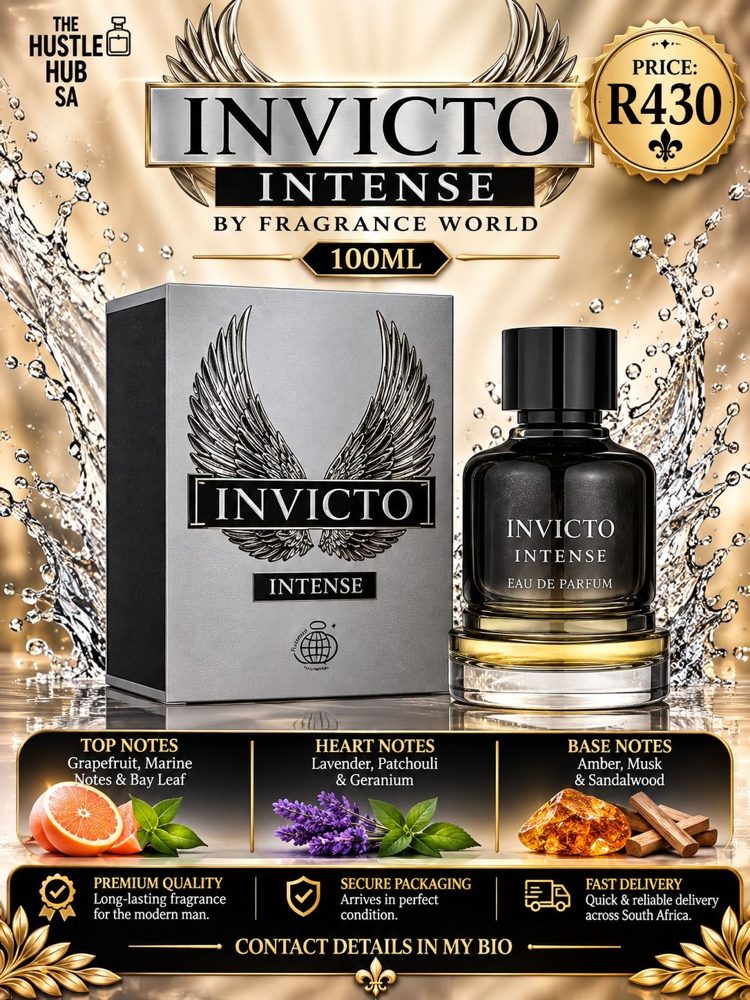 THE
HUSTLE
HUB
SA
PRICE:
R430
INVICTO
INTENSE
BY FRAGRANCE WORLD
100ML
INVICTO
INTENSE
INVICTO
INTENSE
EAU DE PARFUM
TOP NOTES
Grapefruit, Marine
Notes & Bay Leaf
HEART NOTES
Lavender, Patchouli
& Geranium
BASE NOTES
Amber, Musk
& Sandalwood
PREMIUM QUALITY
Long-lasting fragrance
for the modern man.
SECURE PACKAGING
Arrives in perfect
condition.
FAST DELIVERY
Quick & reliable delivery
across South Africa.
CONTACT DETAILS IN MY BIO